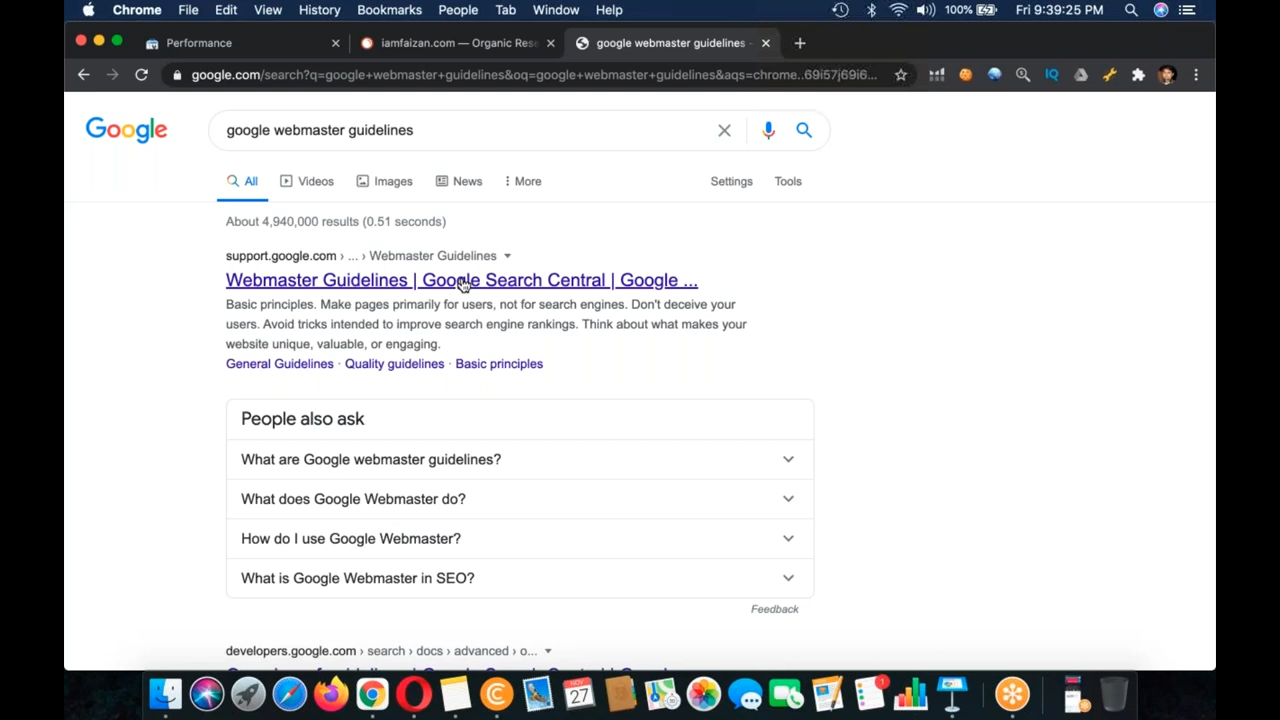 Chrome File Edit View History Bookmarks People Tab Window Help 100% Fri 9:39:25 PM
Performance iamfaizan.com — Organic Res google webmaster guidelines -
google.com/search?q=google+webmaster+guidelines&oq=google+webmaster+guidelines&aqs=chrome..69i57j69i6... IQ
Google google webmaster guidelines
All Videos Images News More Settings Tools
About 4,940,000 results (0.51 seconds)
support.google.com › ... › Webmaster Guidelines
Webmaster Guidelines | Google Search Central | Google ...
Basic principles. Make pages primarily for users, not for search engines. Don't deceive your
users. Avoid tricks intended to improve search engine rankings. Think about what makes your
website unique, valuable, or engaging.
General Guidelines · Quality guidelines · Basic principles
People also ask
What are Google webmaster guidelines?
What does Google Webmaster do?
How do I use Google Webmaster?
What is Google Webmaster in SEO?
Feedback
developers.google.com › search › docs › advanced › o...
NOV
27
1